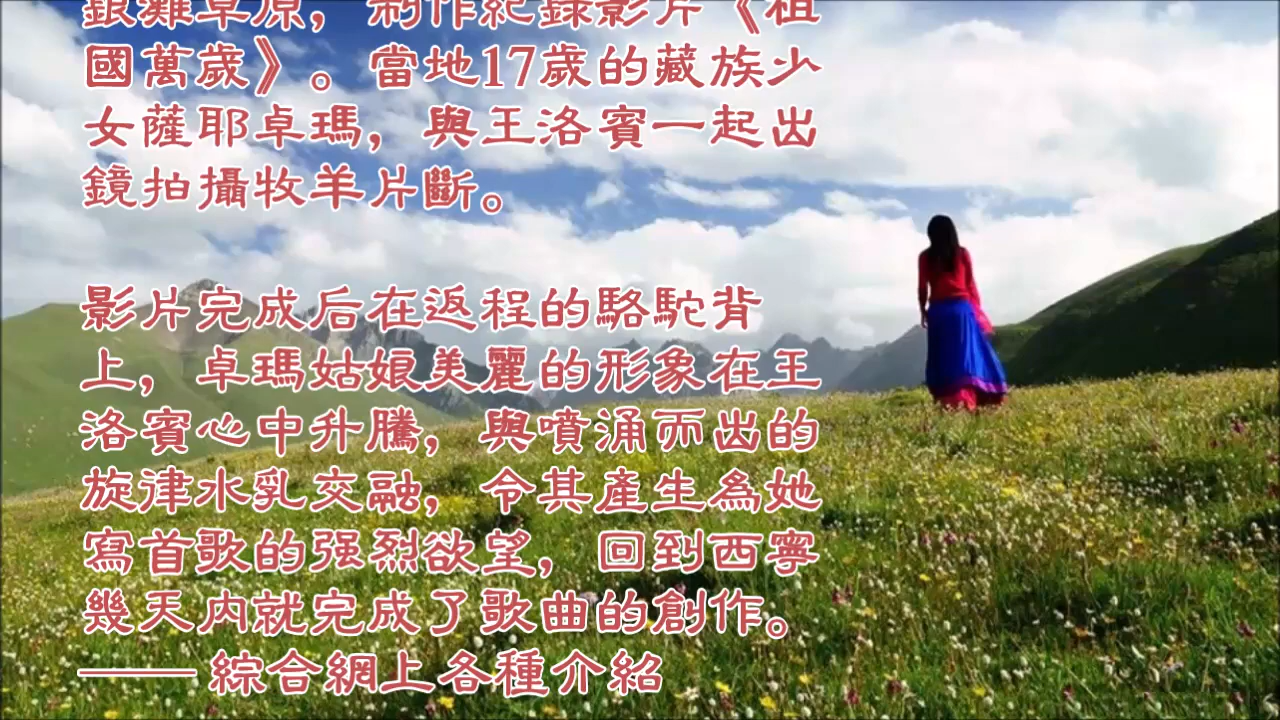 銀灘草原，制作紀錄影片《祖
國萬歲》。當地17歲的藏族少
女薩耶卓瑪，與王洛賓一起出
鏡拍攝牧羊片斷。
影片完成后在返程的駱駝背
上，卓瑪姑娘美麗的形象在王
洛賓心中升騰，與噴涌而出的
旋律水乳交融，令其產生為她
寫首歌的强烈欲望，回到西寧
幾天内就完成了歌曲的創作。
—— 綜合網上各種介紹